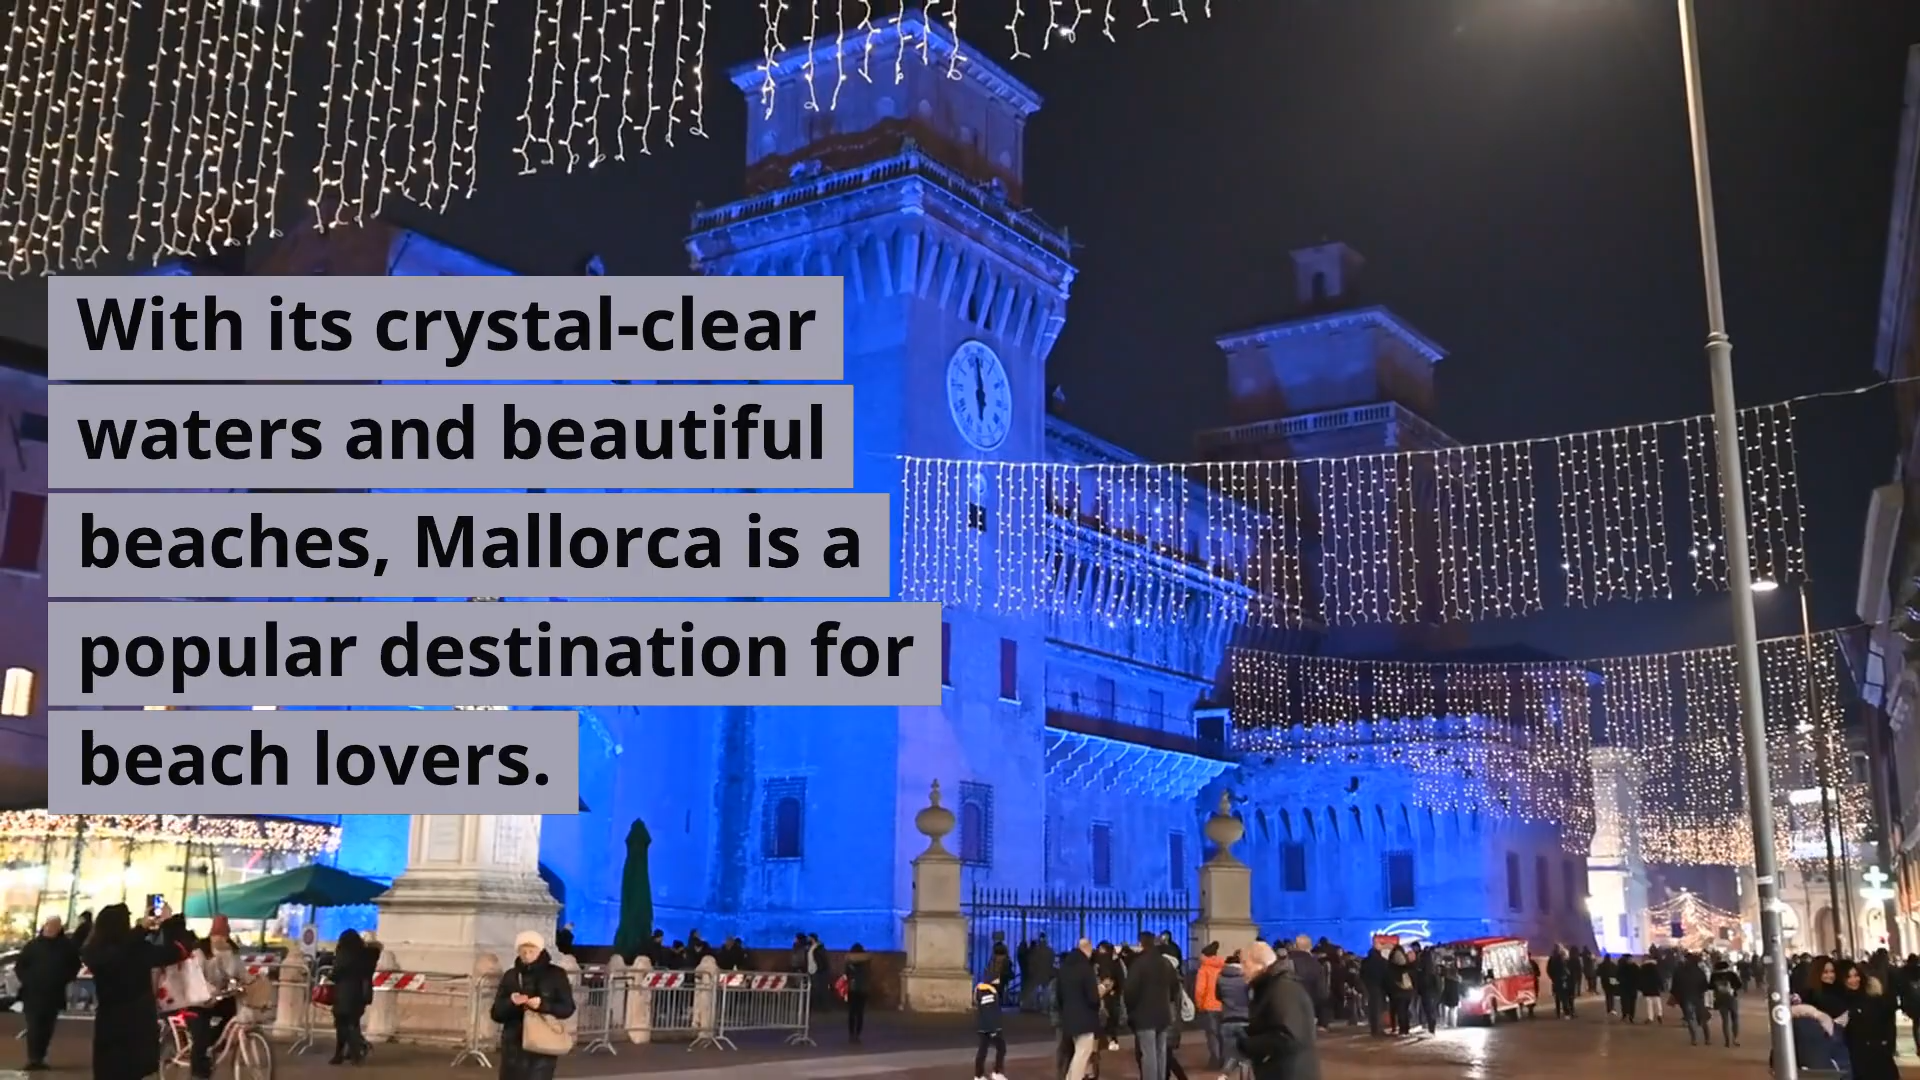 With its crystal-clear
waters and beautiful
beaches, Mallorca is a
popular destination for
beach lovers.